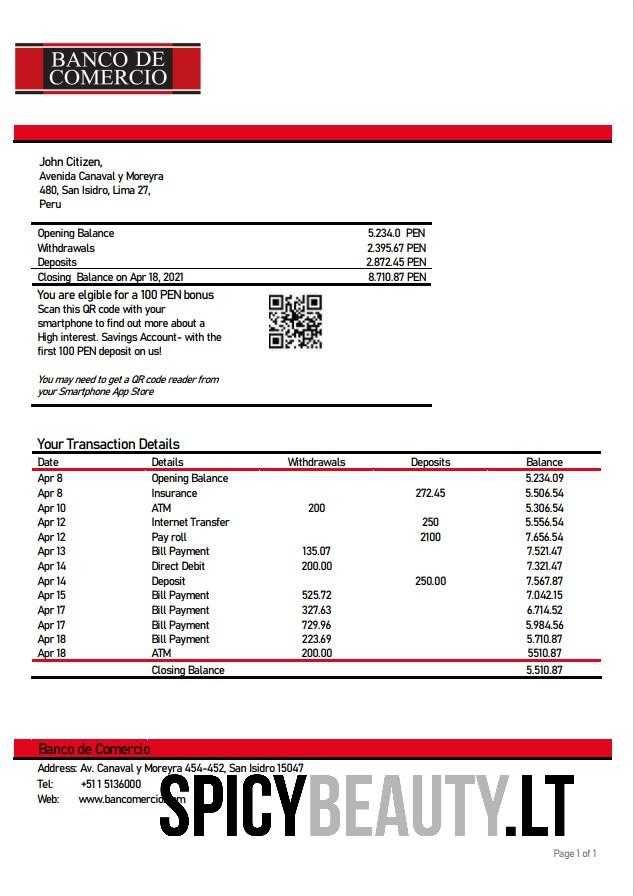 BANCO DE
COMERCIO
John Citizen,
Avenida Canaval y Moreyra
480, San Isidro, Lima 27,
Peru
Opening Balance 5.234.0 PEN
Withdrawals 2.395.67 PEN
Deposits 2.872.45 PEN
Closing Balance on Apr 18, 2021 8.710.87 PEN
You are elgible for a 100 PEN bonus
Scan this QR code with your
smartphone to find out more about a
High interest. Savings Account- with the
first 100 PEN deposit on us!
You may need to get a QR code reader from
your Smartphone App Store
Your Transaction Details
Date Details Withdrawals Deposits Balance
Apr 8 Opening Balance 5.234.09
Apr 8 Insurance 272.45 5.506.54
Apr 10 ATM 200 5.306.54
Apr 12 Internet Transfer 250 5.556.54
Apr 12 Pay roll 2100 7.656.54
Apr 13 Bill Payment 135.07 7.521.47
Apr 14 Direct Debit 200.00 7.321.47
Apr 14 Deposit 250.00 7.567.87
Apr 15 Bill Payment 525.72 7.042.15
Apr 17 Bill Payment 327.63 6.714.52
Apr 17 Bill Payment 729.96 5.984.56
Apr 18 Bill Payment 223.69 5.710.87
Apr 18 ATM 200.00 5510.87
Closing Balance 5.510.87
Banco de Comercio
Address: Av. Canaval y Moreyra 454-452, San Isidro 15047
Tel: +511 5136000
Web:
SPICYBEAUTY.LT
Page 1 of 1